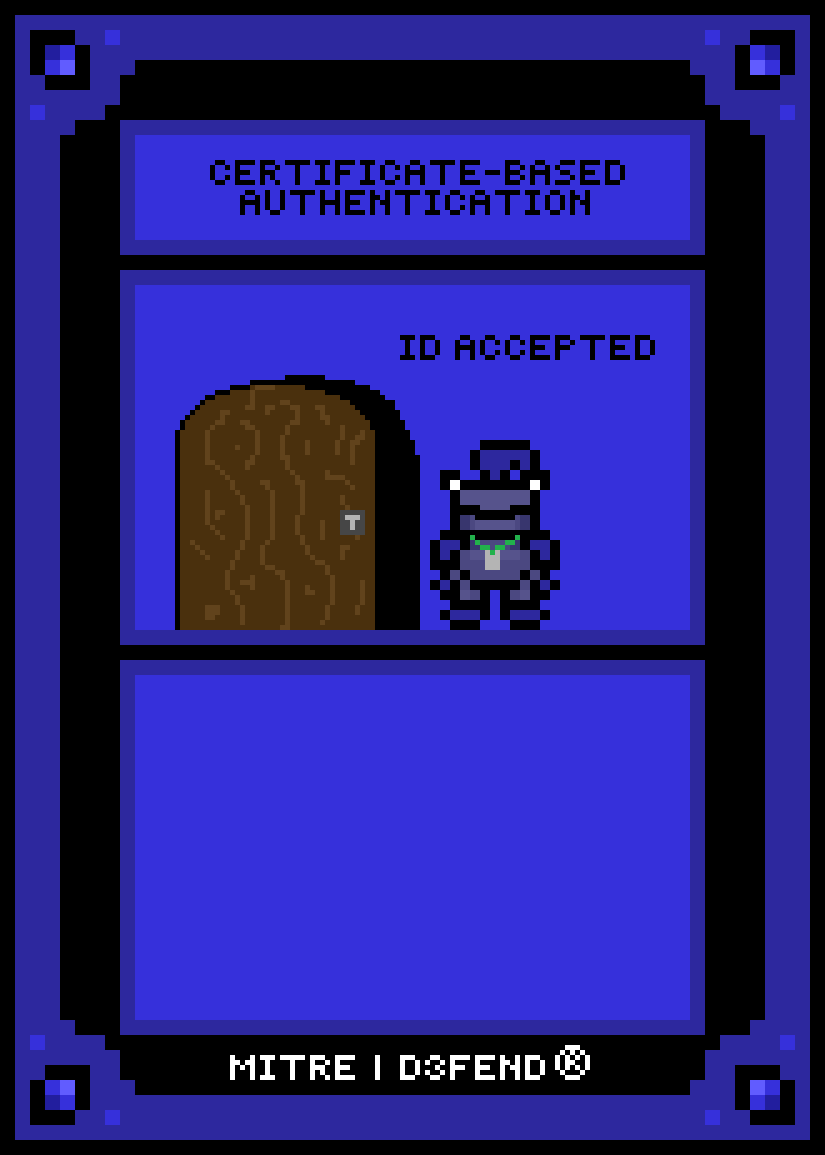 CERTIFICATE-BASED
AUTHENTICATION
ID ACCEPTED
MITRE | D3FEND®